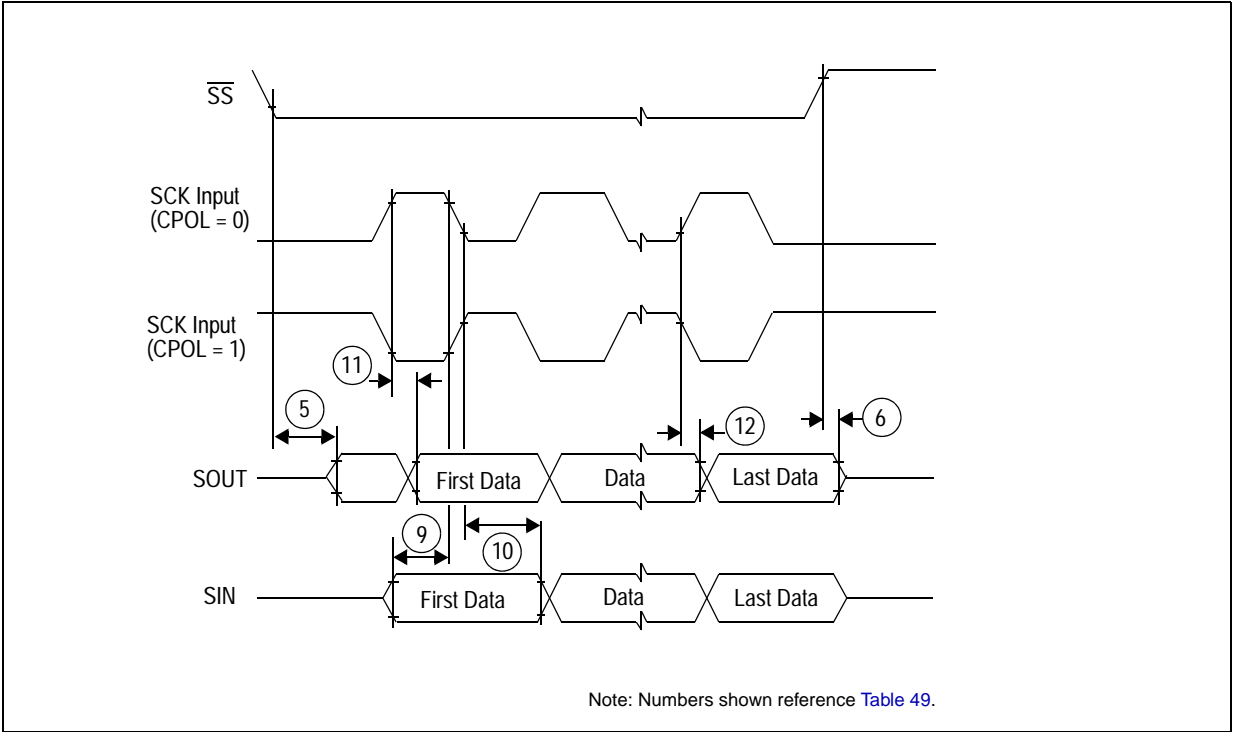 SS
SCK Input
(CPOL = 0)
SCK Input
(CPOL = 1)
11
5
12
6
SOUT
First Data
Data
Last Data
9
10
SIN
First Data
Data
Last Data
Note: Numbers shown reference Table 49.